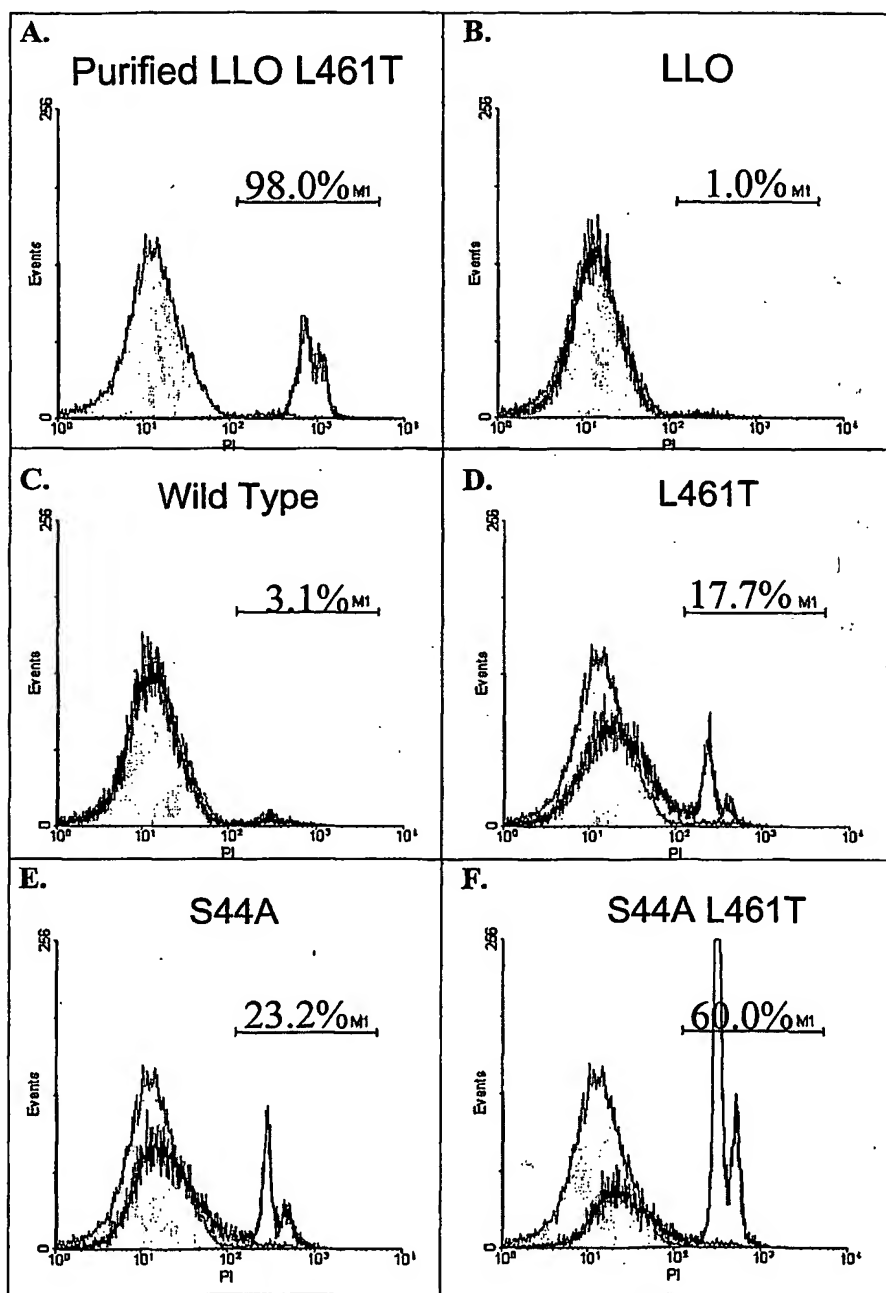 A.
Purified LLO L461T
256
98.0% M1
Events
0
10⁰ 10¹ 10² 10³ 10³
PI
B.
LLO
256
1.0% M1
Events
0
10⁰ 10¹ 10² 10³ 10⁴
PI
C.
Wild Type
256
3.1% M1
Events
0
10⁰ 10¹ 10² 10³ 10⁴
PI
D.
L461T
256
17.7% M1
Events
0
10⁰ 10¹ 10² 10³ 10⁴
PI
E.
S44A
256
23.2% M1
Events
0
10⁰ 10¹ 10² 10³ 10⁴
PI
F.
S44A L461T
256
60.0% M1
Events
0
10⁰ 10¹ 10² 10³ 10⁴
PI